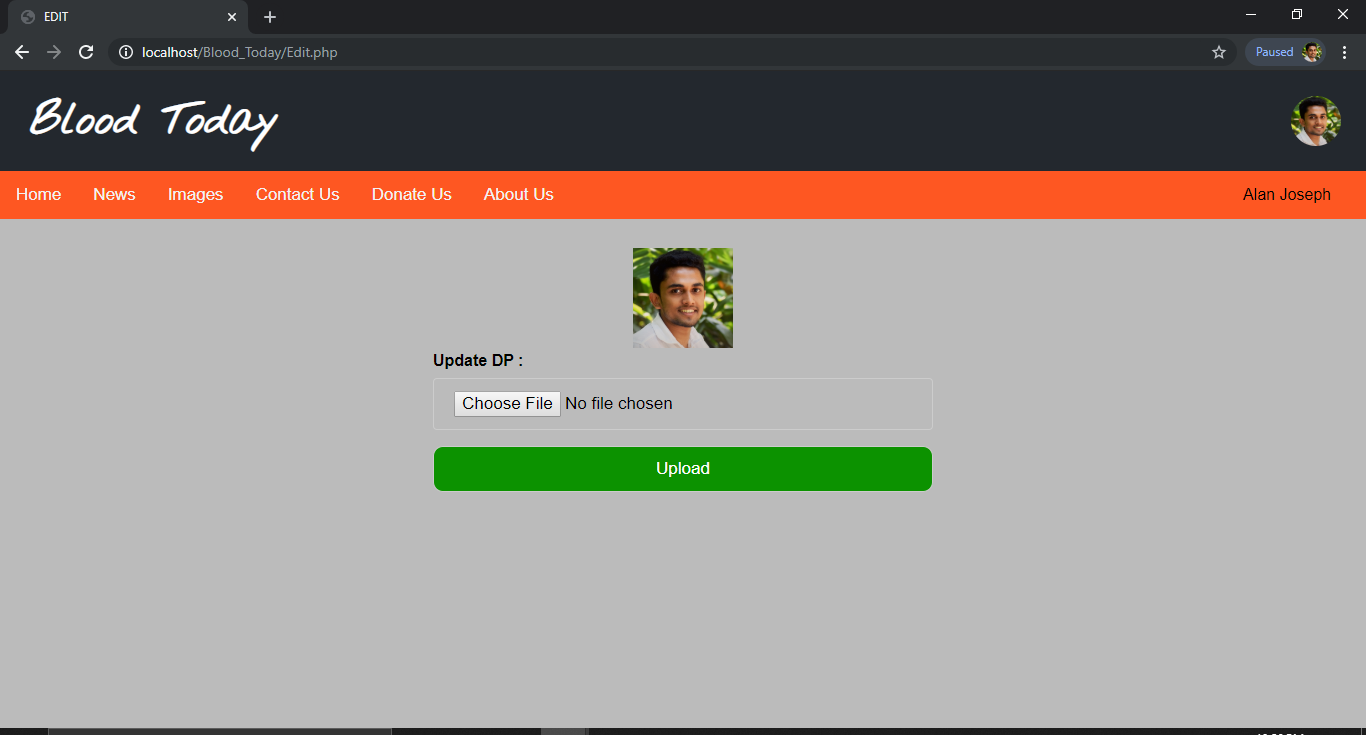 EDIT
localhost/Blood_Today/Edit.php
Paused
Blood Today
Home News Images Contact Us Donate Us About Us Alan Joseph
Update DP :
Choose File No file chosen
Upload